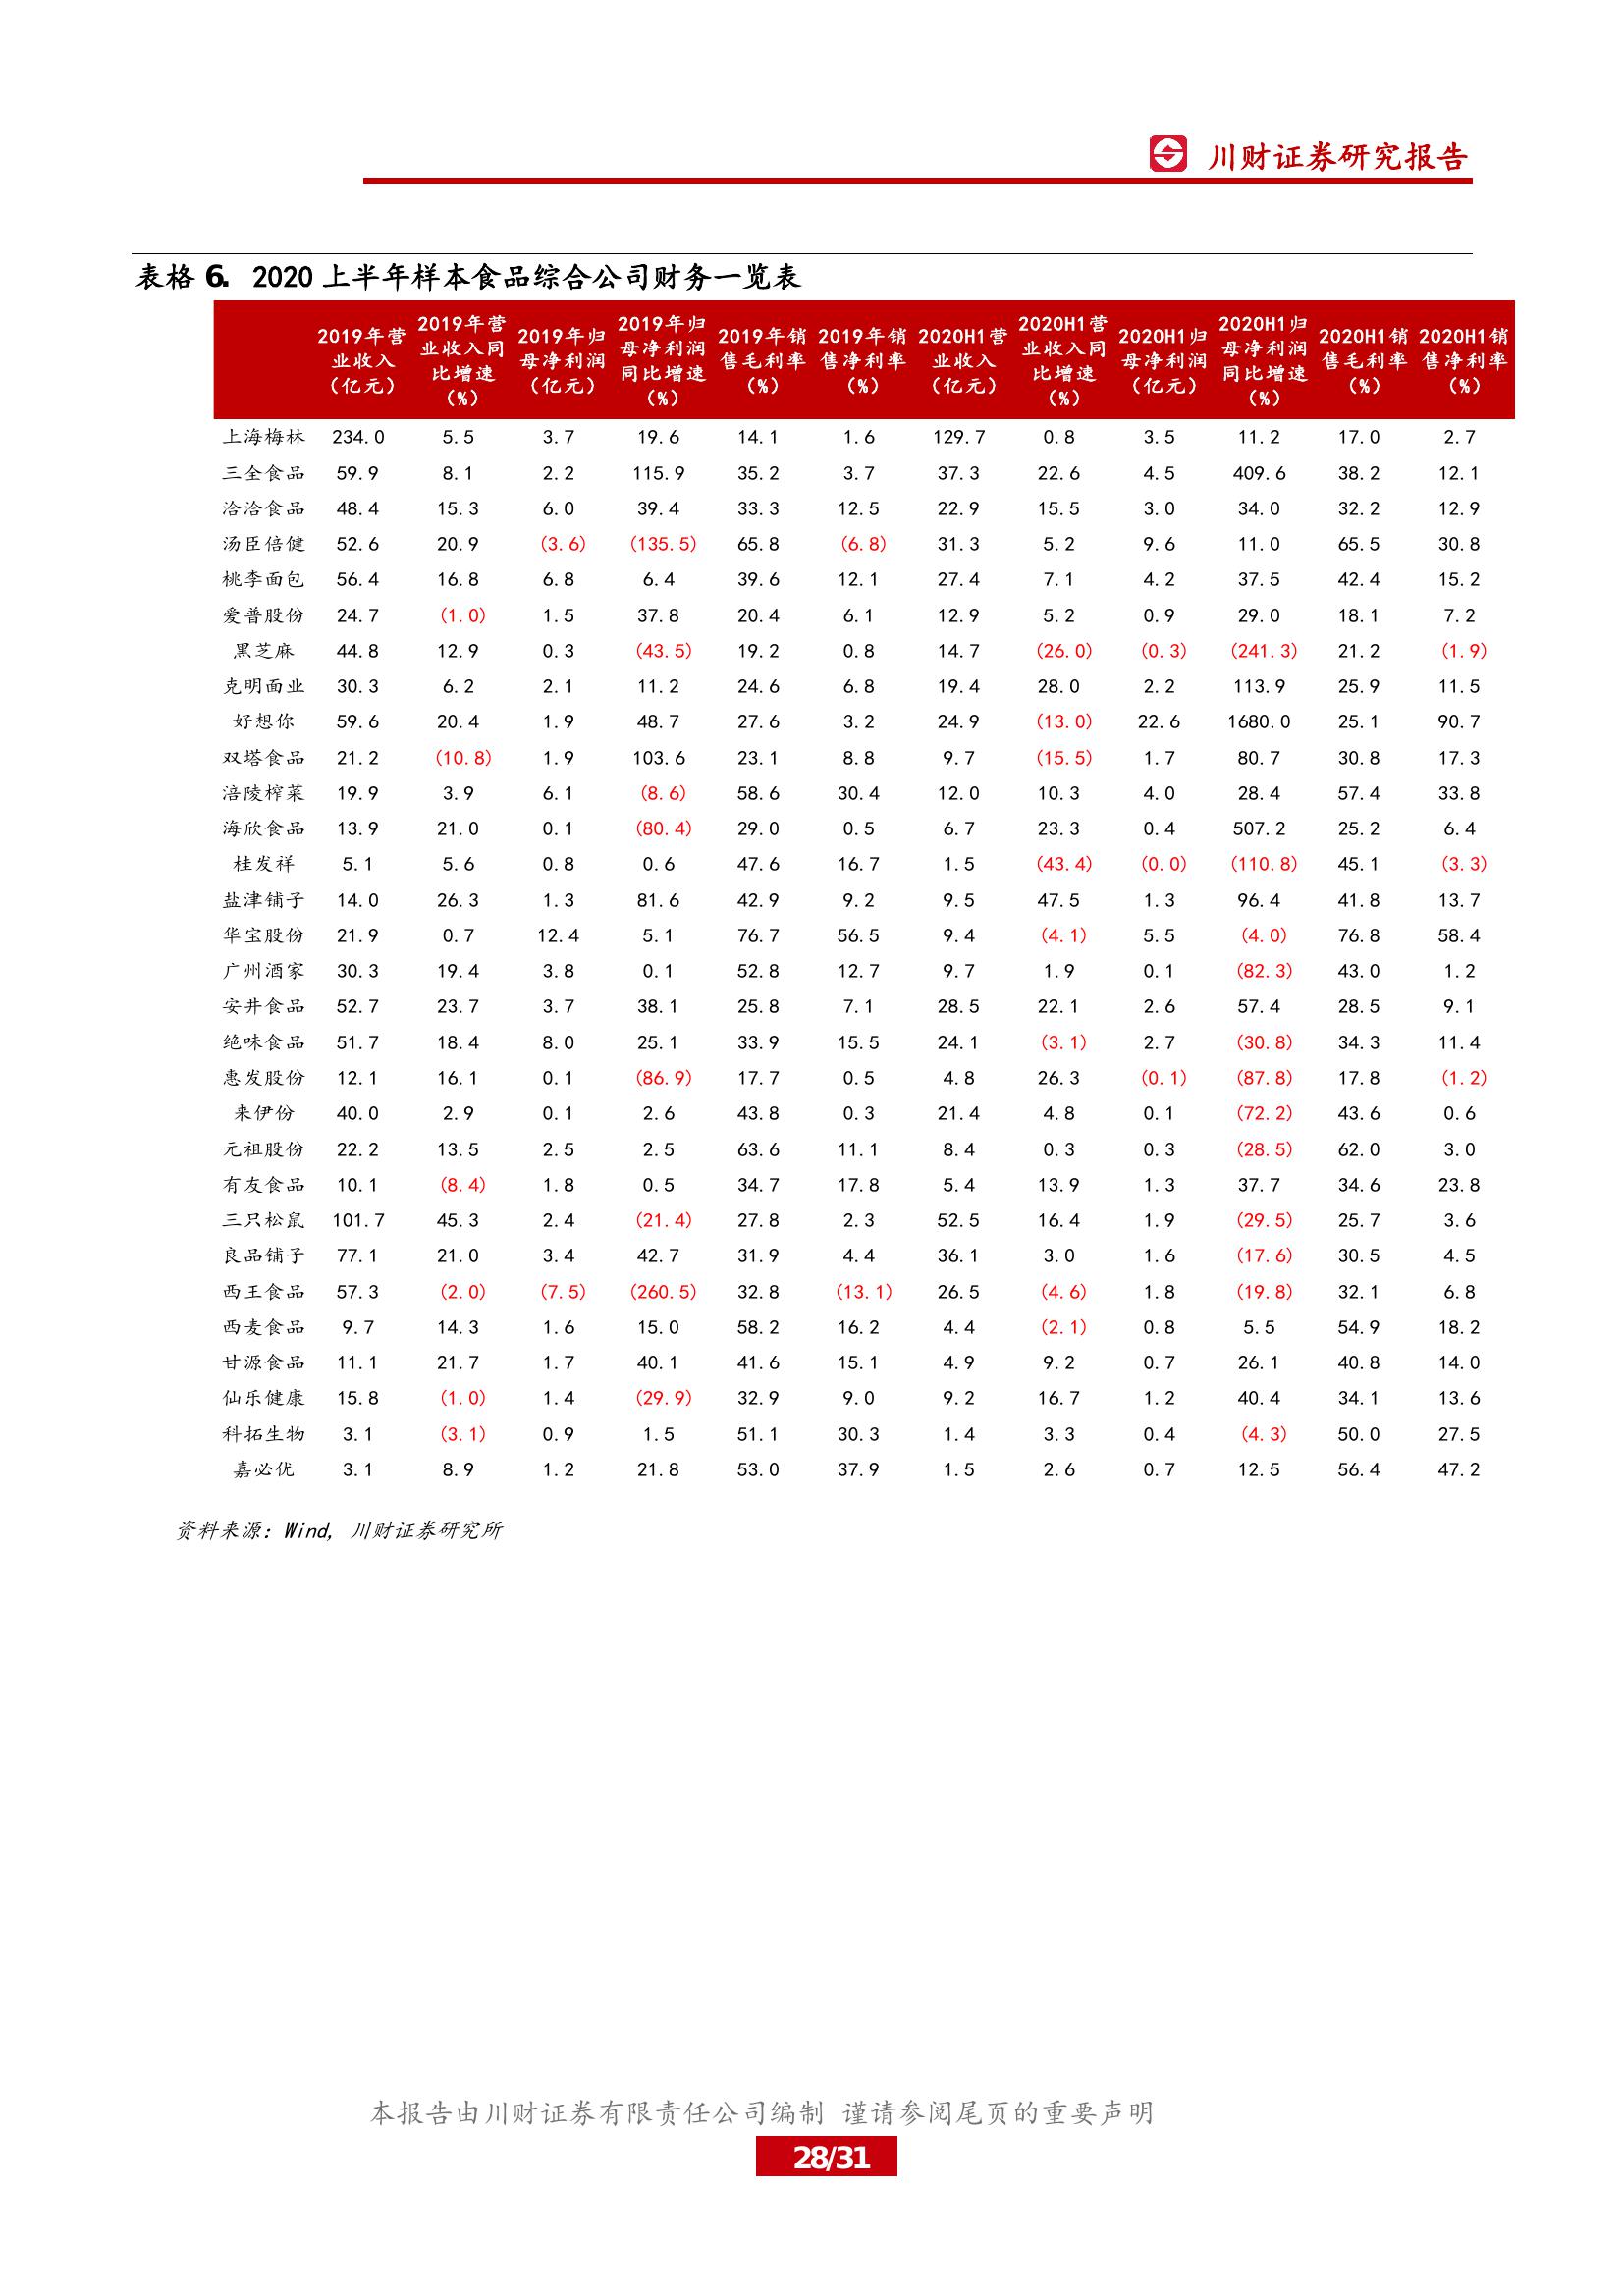 川财证券研究报告
表格 6. 2020 上半年样本食品综合公司财务一览表
2019年营业收入（亿元） 2019年营业收入同比增速（%） 2019年归母净利润（亿元） 2019年归母净利润同比增速（%） 2019年销售毛利率（%） 2019年销售净利率（%） 2020H1营业收入（亿元） 2020H1营业收入同比增速（%） 2020H1归母净利润（亿元） 2020H1归母净利润同比增速（%） 2020H1销售毛利率（%） 2020H1销售净利率（%）
上海梅林 234.0 5.5 3.7 19.6 14.1 1.6 129.7 0.8 3.5 11.2 17.0 2.7
三全食品 59.9 8.1 2.2 115.9 35.2 3.7 37.3 22.6 4.5 409.6 38.2 12.1
洽洽食品 48.4 15.3 6.0 39.4 33.3 12.5 22.9 15.5 3.0 34.0 32.2 12.9
汤臣倍健 52.6 20.9 (3.6) (135.5) 65.8 (6.8) 31.3 5.2 9.6 11.0 65.5 30.8
桃李面包 56.4 16.8 6.8 6.4 39.6 12.1 27.4 7.1 4.2 37.5 42.4 15.2
爱普股份 24.7 (1.0) 1.5 37.8 20.4 6.1 12.9 5.2 0.9 29.0 18.1 7.2
黑芝麻 44.8 12.9 0.3 (43.5) 19.2 0.8 14.7 (26.0) (0.3) (241.3) 21.2 (1.9)
克明面业 30.3 6.2 2.1 11.2 24.6 6.8 19.4 28.0 2.2 113.9 25.9 11.5
好想你 59.6 20.4 1.9 48.7 27.6 3.2 24.9 (13.0) 22.6 1680.0 25.1 90.7
双塔食品 21.2 (10.8) 1.9 103.6 23.1 8.8 9.7 (15.5) 1.7 80.7 30.8 17.3
涪陵榨菜 19.9 3.9 6.1 (8.6) 58.6 30.4 12.0 10.3 4.0 28.4 57.4 33.8
海欣食品 13.9 21.0 0.1 (80.4) 29.0 0.5 6.7 23.3 0.4 507.2 25.2 6.4
桂发祥 5.1 5.6 0.8 0.6 47.6 16.7 1.5 (43.4) (0.0) (110.8) 45.1 (3.3)
盐津铺子 14.0 26.3 1.3 81.6 42.9 9.2 9.5 47.5 1.3 96.4 41.8 13.7
华宝股份 21.9 0.7 12.4 5.1 76.7 56.5 9.4 (4.1) 5.5 (4.0) 76.8 58.4
广州酒家 30.3 19.4 3.8 0.1 52.8 12.7 9.7 1.9 0.1 (82.3) 43.0 1.2
安井食品 52.7 23.7 3.7 38.1 25.8 7.1 28.5 22.1 2.6 57.4 28.5 9.1
绝味食品 51.7 18.4 8.0 25.1 33.9 15.5 24.1 (3.1) 2.7 (30.8) 34.3 11.4
惠发股份 12.1 16.1 0.1 (86.9) 17.7 0.5 4.8 26.3 (0.1) (87.8) 17.8 (1.2)
来伊份 40.0 2.9 0.1 2.6 43.8 0.3 21.4 4.8 0.1 (72.2) 43.6 0.6
元祖股份 22.2 13.5 2.5 2.5 63.6 11.1 8.4 0.3 0.3 (28.5) 62.0 3.0
有友食品 10.1 (8.4) 1.8 0.5 34.7 17.8 5.4 13.9 1.3 37.7 34.6 23.8
三只松鼠 101.7 45.3 2.4 (21.4) 27.8 2.3 52.5 16.4 1.9 (29.5) 25.7 3.6
良品铺子 77.1 21.0 3.4 42.7 31.9 4.4 36.1 3.0 1.6 (17.6) 30.5 4.5
西王食品 57.3 (2.0) (7.5) (260.5) 32.8 (13.1) 26.5 (4.6) 1.8 (19.8) 32.1 6.8
西麦食品 9.7 14.3 1.6 15.0 58.2 16.2 4.4 (2.1) 0.8 5.5 54.9 18.2
甘源食品 11.1 21.7 1.7 40.1 41.6 15.1 4.9 9.2 0.7 26.1 40.8 14.0
仙乐健康 15.8 (1.0) 1.4 (29.9) 32.9 9.0 9.2 16.7 1.2 40.4 34.1 13.6
科拓生物 3.1 (3.1) 0.9 1.5 51.1 30.3 1.4 3.3 0.4 (4.3) 50.0 27.5
嘉必优 3.1 8.9 1.2 21.8 53.0 37.9 1.5 2.6 0.7 12.5 56.4 47.2
资料来源：Wind, 川财证券研究所
本报告由川财证券有限责任公司编制 谨请参阅尾页的重要声明
28/31